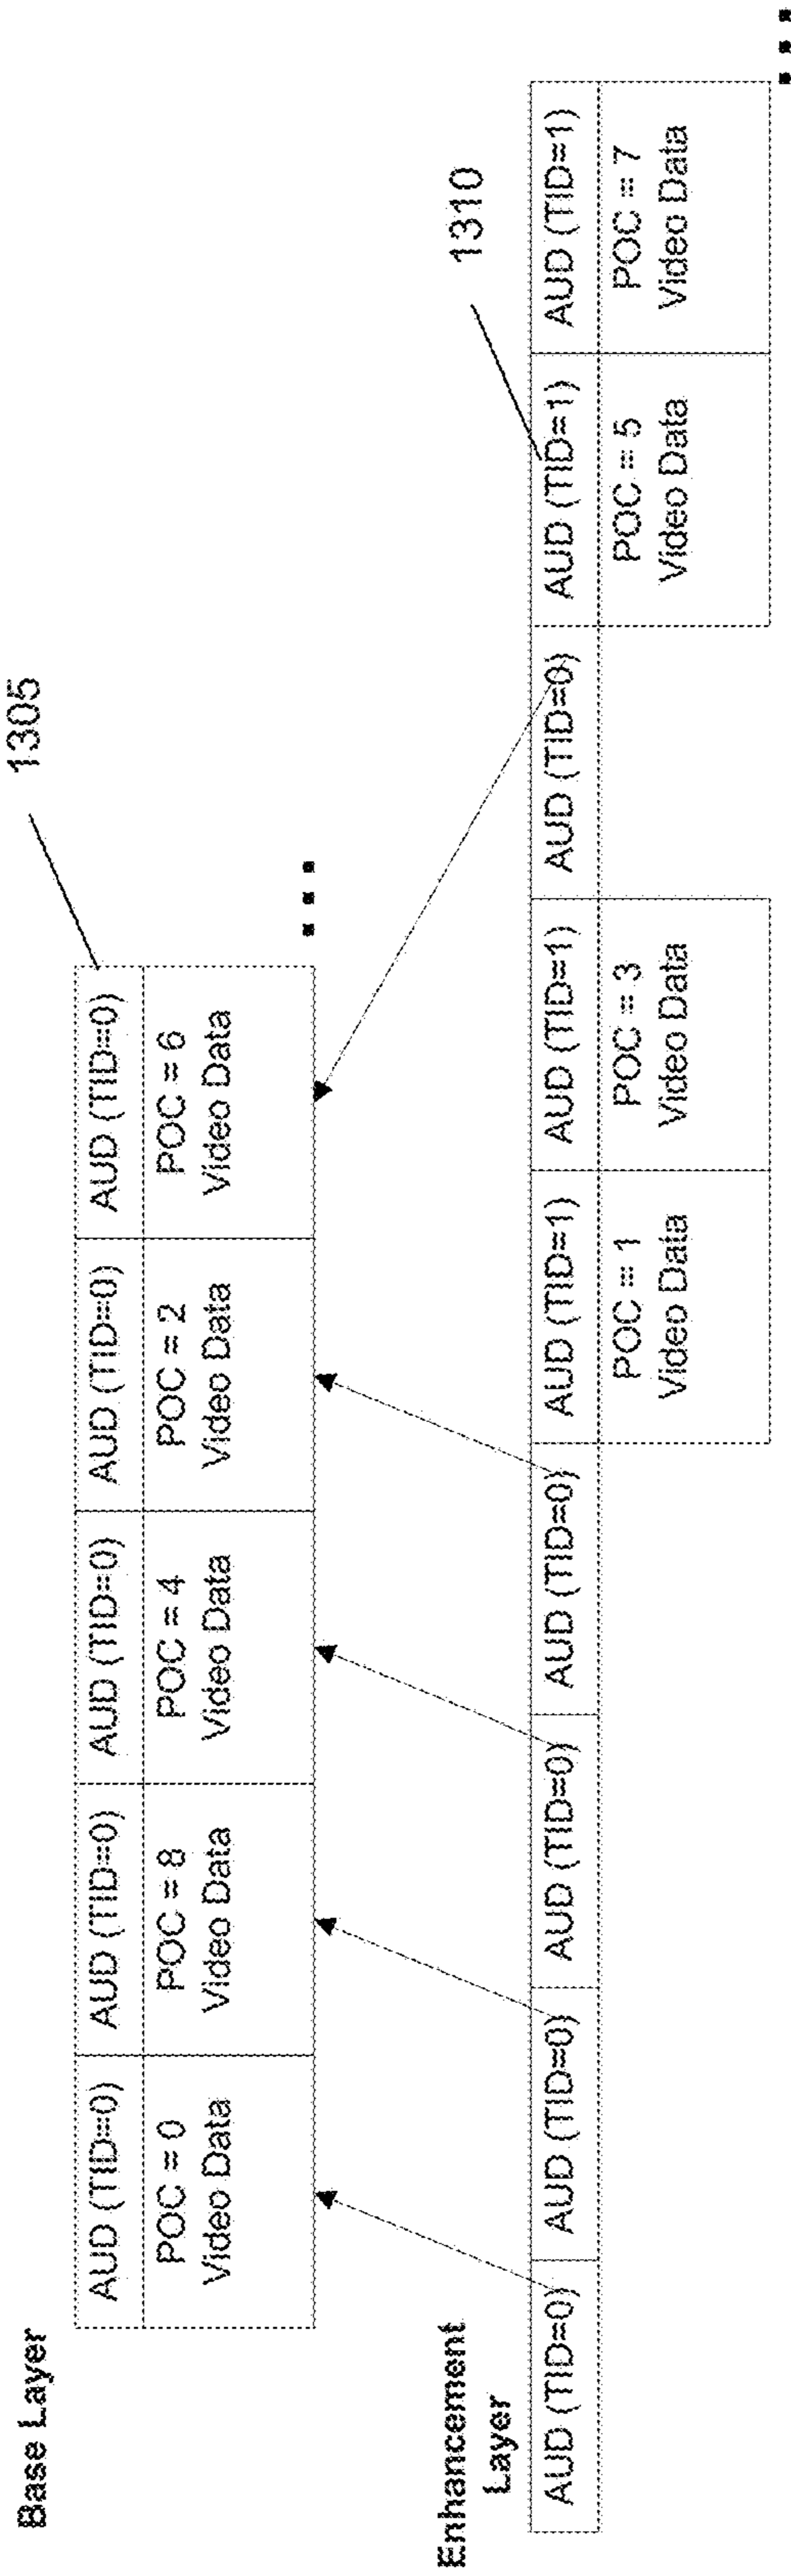 Base Layer
1305
AUD (TID=0)
AUD (TID=0)
AUD (TID=0)
AUD (TID=0)
AUD (TID=0)
POC = 0
Video Data
POC = 8
Video Data
POC = 4
Video Data
POC = 2
Video Data
POC = 6
Video Data
Enhancement
Layer
1310
AUD (TID=0)
AUD (TID=0)
AUD (TID=0)
AUD (TID=0)
AUD (TID=1)
AUD (TID=1)
AUD (TID=0)
AUD (TID=1)
AUD (TID=1)
POC = 1
Video Data
POC = 3
Video Data
POC = 5
Video Data
POC = 7
Video Data